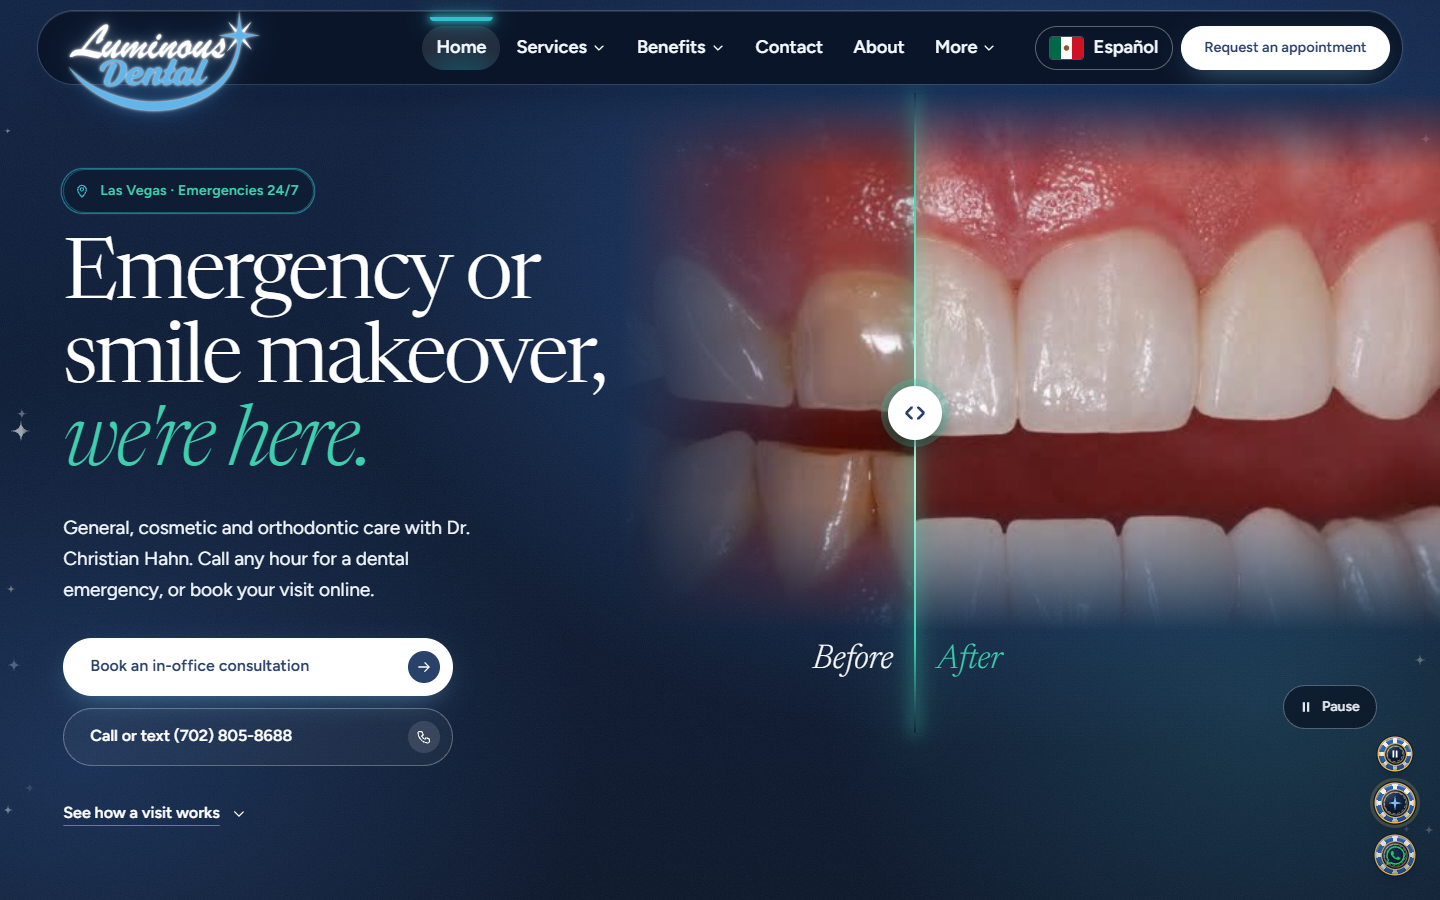 Luminous
Dental
Home
Services
Benefits
Contact
About
More
Español
Request an appointment
Las Vegas · Emergencies 24/7
Emergency or
smile makeover,
we're here.
General, cosmetic and orthodontic care with Dr.
Christian Hahn. Call any hour for a dental
emergency, or book your visit online.
Book an in-office consultation
Call or text (702) 805-8688
See how a visit works
Before
After
Pause